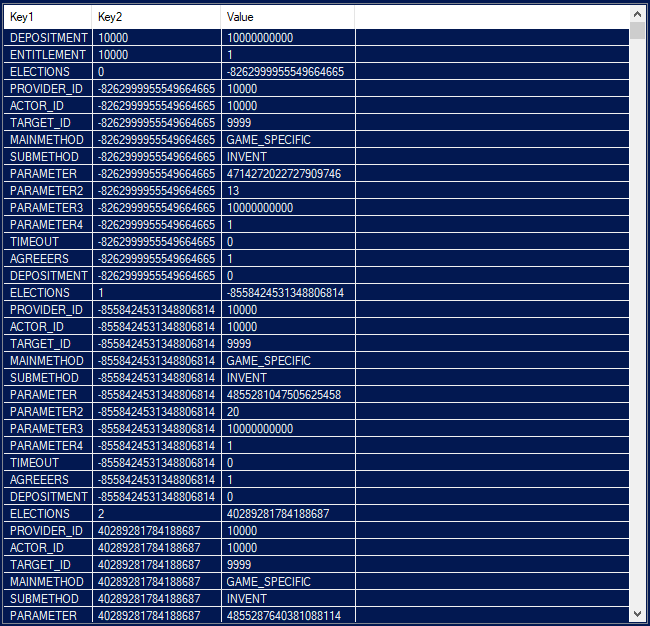 Key1 Key2 Value
DEPOSITMENT 10000 10000000000
ENTITLEMENT 10000 1
ELECTIONS 0 -8262999955549664665
PROVIDER_ID -8262999955549664665 10000
ACTOR_ID -8262999955549664665 10000
TARGET_ID -8262999955549664665 9999
MAINMETHOD -8262999955549664665 GAME_SPECIFIC
SUBMETHOD -8262999955549664665 INVENT
PARAMETER -8262999955549664665 4714272022727909746
PARAMETER2 -8262999955549664665 13
PARAMETER3 -8262999955549664665 10000000000
PARAMETER4 -8262999955549664665 1
TIMEOUT -8262999955549664665 0
AGREEERS -8262999955549664665 1
DEPOSITMENT -8262999955549664665 0
ELECTIONS 1 -8558424531348806814
PROVIDER_ID -8558424531348806814 10000
ACTOR_ID -8558424531348806814 10000
TARGET_ID -8558424531348806814 9999
MAINMETHOD -8558424531348806814 GAME_SPECIFIC
SUBMETHOD -8558424531348806814 INVENT
PARAMETER -8558424531348806814 4855281047505625458
PARAMETER2 -8558424531348806814 20
PARAMETER3 -8558424531348806814 10000000000
PARAMETER4 -8558424531348806814 1
TIMEOUT -8558424531348806814 0
AGREEERS -8558424531348806814 1
DEPOSITMENT -8558424531348806814 0
ELECTIONS 2 40289281784188687
PROVIDER_ID 40289281784188687 10000
ACTOR_ID 40289281784188687 10000
TARGET_ID 40289281784188687 9999
MAINMETHOD 40289281784188687 GAME_SPECIFIC
SUBMETHOD 40289281784188687 INVENT
PARAMETER 40289281784188687 4855287640381088114